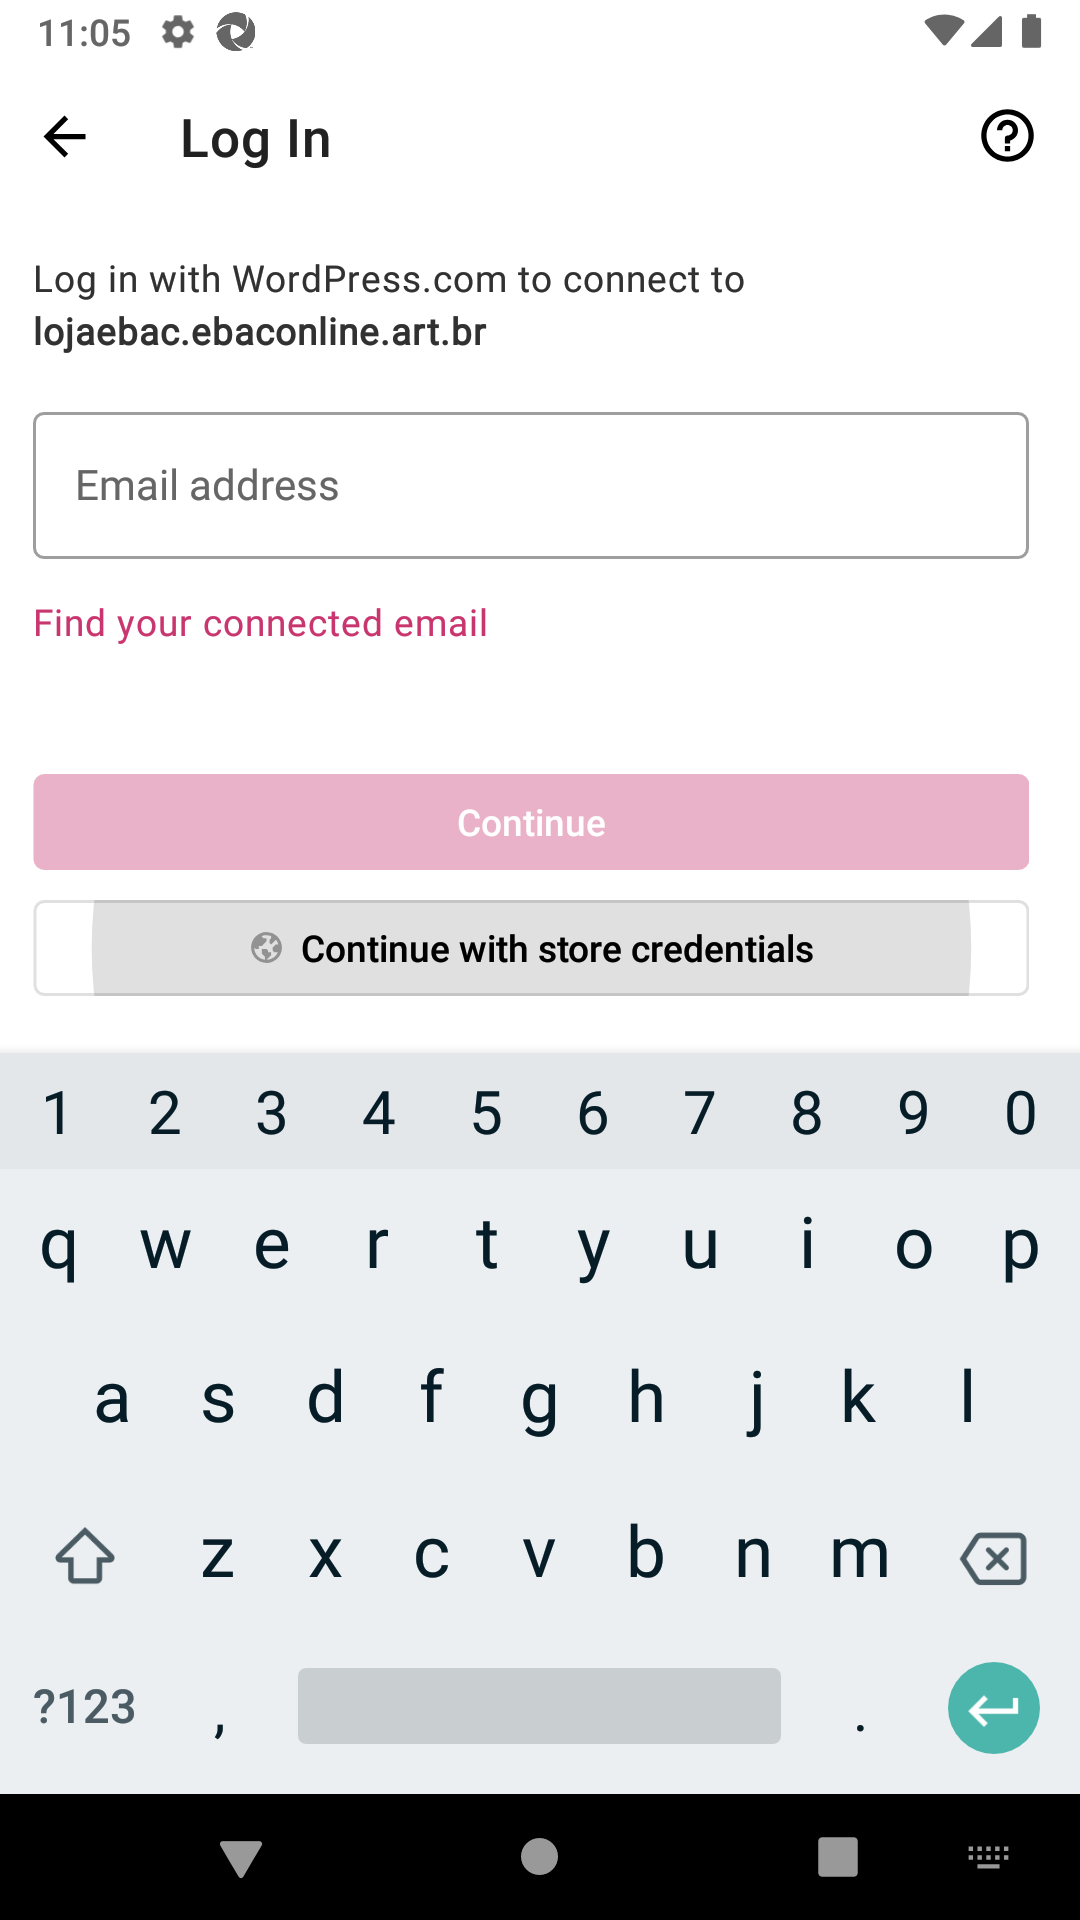 11:05
Log In
Log in with WordPress.com to connect to
lojaebac.ebaconline.art.br
Email address
Find your connected email
Continue
Continue with store credentials
1 2 3 4 5 6 7 8 9 0
q w e r t y u i o p
a s d f g h j k l
z x c v b n m
?123 , .